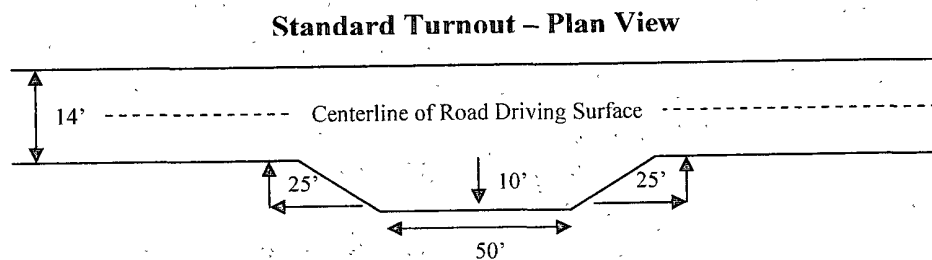 Standard Turnout – Plan View
14'
Centerline of Road Driving Surface
25'
10'
25'
50'